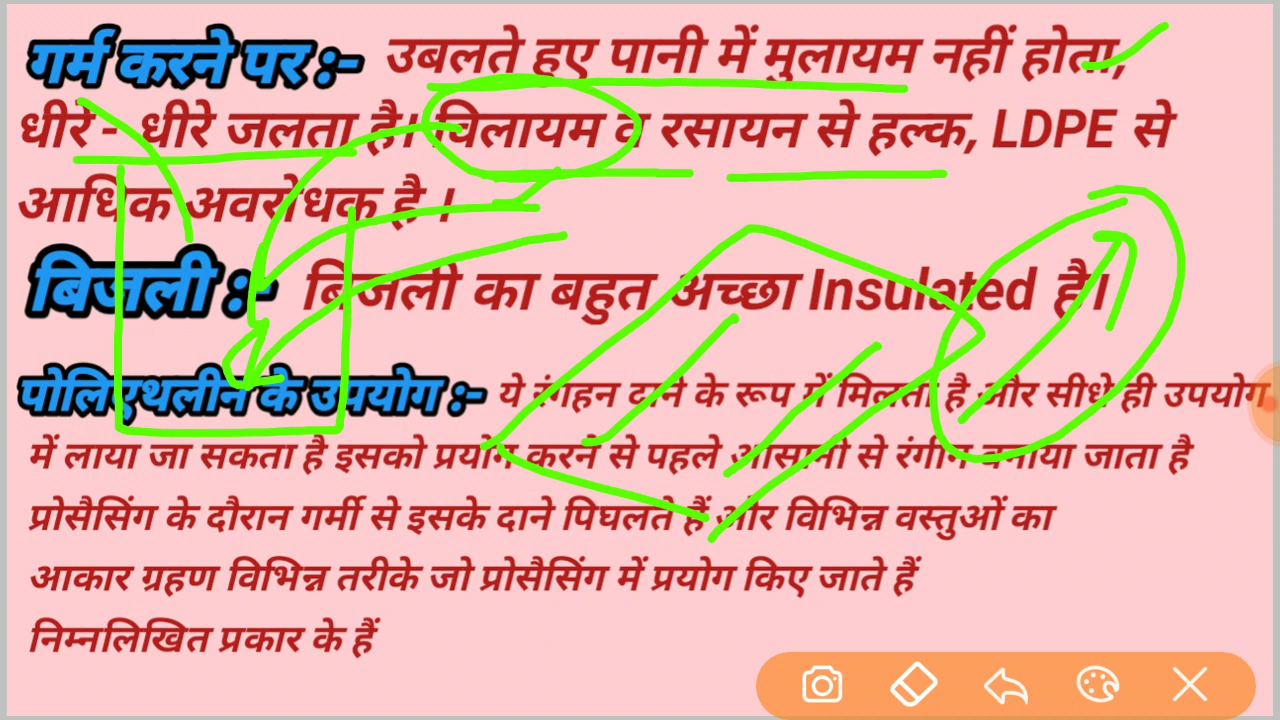 गर्म करने पर :- उबलते हुए पानी में मुलायम नहीं होता,
धीरे - धीरे जलता है। विलायम व रसायन से हल्क, LDPE से
आधिक अवरोधक है ।
बिजली :- बिजली का बहुत अच्छा Insulated है।
पोलिएथलीन के उपयोग :- ये रंगहन दाने के रूप में मिलता है और सीधे ही उपयोग
में लाया जा सकता है इसको प्रयोग करने से पहले आसामी से रंगीन बनाया जाता है
प्रोसैसिंग के दौरान गर्मी से इसके दाने पिघलते हैं और विभिन्न वस्तुओं का
आकार ग्रहण विभिन्न तरीके जो प्रोसैसिंग में प्रयोग किए जाते हैं
निम्नलिखित प्रकार के हैं